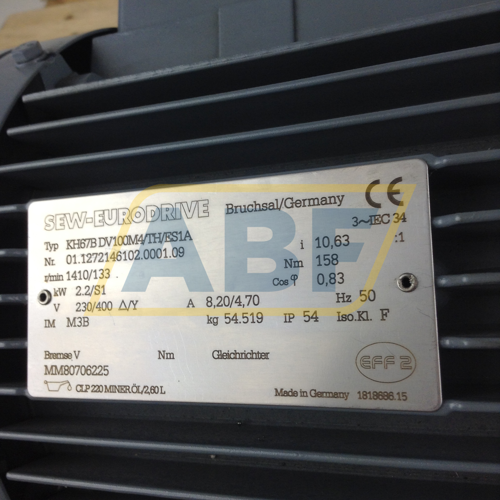 SEW-EURODRIVE Bruchsal/Germany CE
3~IEC 34
Typ KH67B DV100M4/TH/ES1A i 10,63 :1
Nr. 01.1272146102.0001.09 Nm 158
r/min 1410/133 Cos φ 0,83
kW 2.2/S1 Hz 50
V 230/400 Δ/Y A 8,20/4,70
IM M3B kg 54.519 IP 54 Iso.Kl. F
Bremse V Nm Gleichrichter
MM80706225 EFF 2
CLP 220 MINER.ÖL/2,60 L Made in Germany 1818686.15
ABF